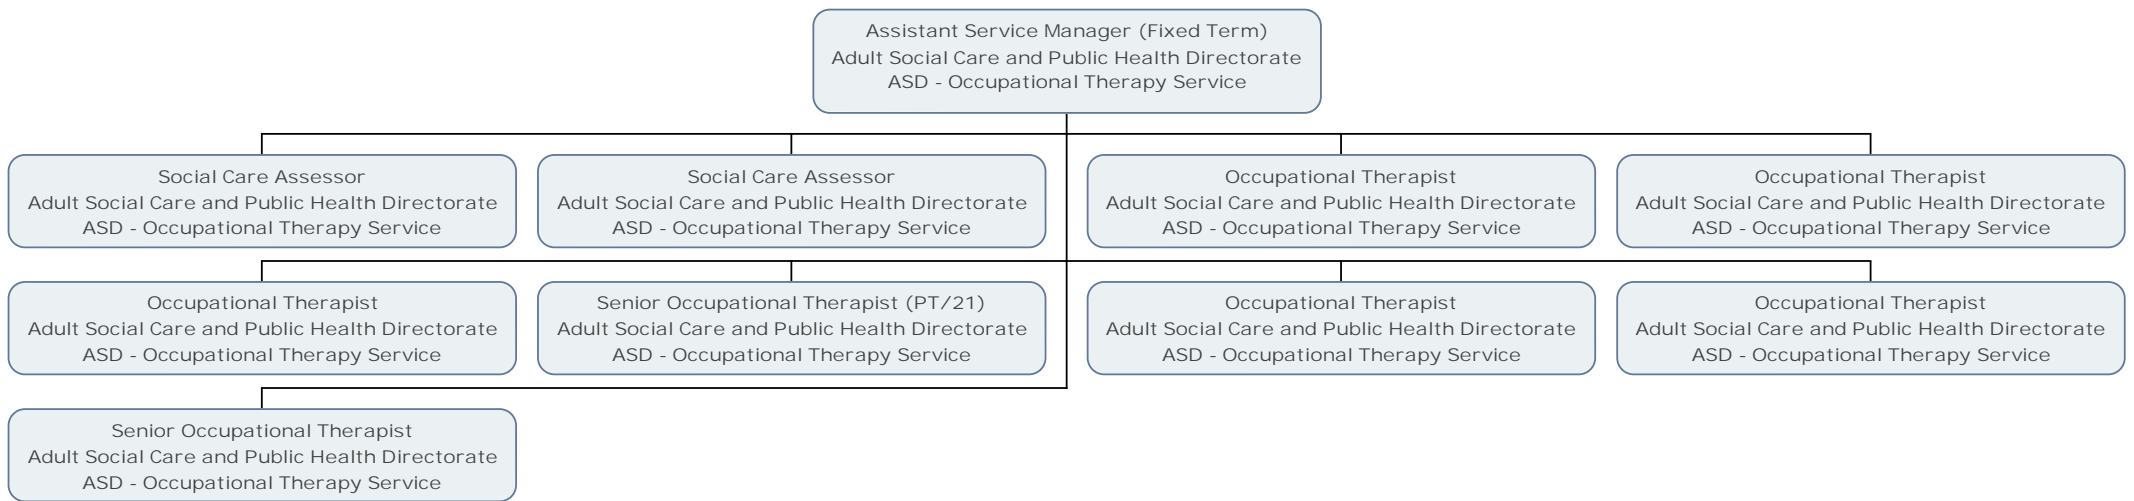 Assistant Service Manager (Fixed Term)
Adult Social Care and Public Health Directorate
ASD - Occupational Therapy Service
Social Care Assessor
Adult Social Care and Public Health Directorate
ASD - Occupational Therapy Service
Social Care Assessor
Adult Social Care and Public Health Directorate
ASD - Occupational Therapy Service
Occupational Therapist
Adult Social Care and Public Health Directorate
ASD - Occupational Therapy Service
Occupational Therapist
Adult Social Care and Public Health Directorate
ASD - Occupational Therapy Service
Occupational Therapist
Adult Social Care and Public Health Directorate
ASD - Occupational Therapy Service
Senior Occupational Therapist (PT/21)
Adult Social Care and Public Health Directorate
ASD - Occupational Therapy Service
Occupational Therapist
Adult Social Care and Public Health Directorate
ASD - Occupational Therapy Service
Occupational Therapist
Adult Social Care and Public Health Directorate
ASD - Occupational Therapy Service
Senior Occupational Therapist
Adult Social Care and Public Health Directorate
ASD - Occupational Therapy Service